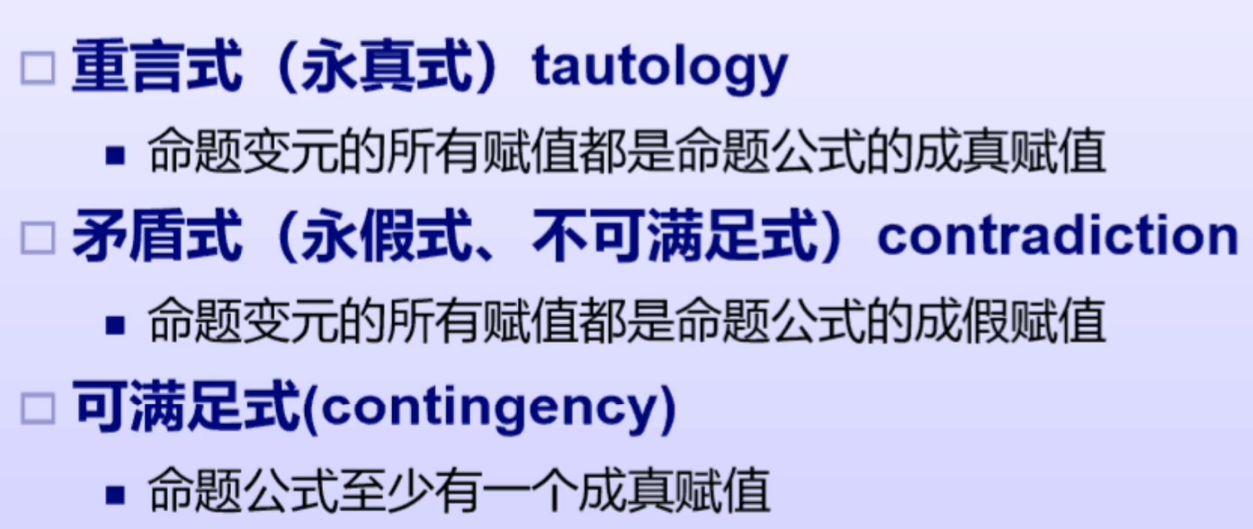 重言式（永真式）tautology
命题变元的所有赋值都是命题公式的成真赋值
矛盾式（永假式、不可满足式）contradiction
命题变元的所有赋值都是命题公式的成假赋值
可满足式(contingency)
命题公式至少有一个成真赋值